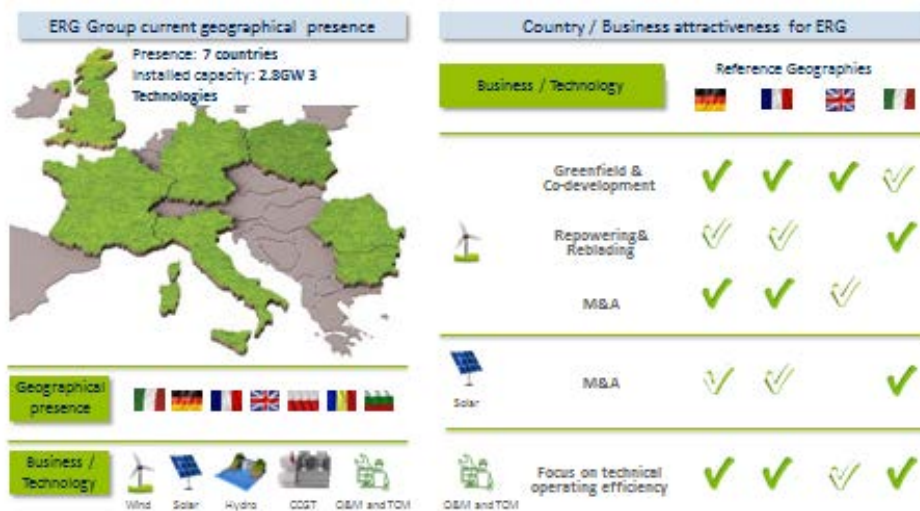 ERG Group current geographical presence
Presence: 7 countries
Installed capacity: 2.8GW 3
Technologies
Geographical
presence
Business /
Technology
Wind
Solar
Hydro
CCGT
O&M and TCM
Country / Business attractiveness for ERG
Business / Technology
Reference Geographies
Greenfield &
Co-development
Repowering&
Reblading
M&A
Solar
M&A
O&M and TCM
Focus on technical
operating efficiency